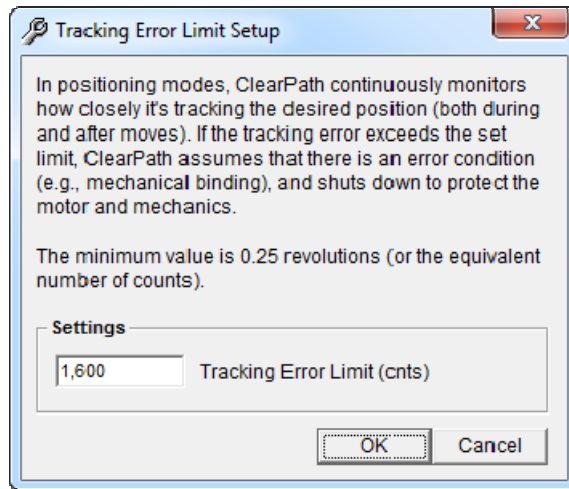 Tracking Error Limit Setup
In positioning modes, ClearPath continuously monitors
how closely it's tracking the desired position (both during
and after moves). If the tracking error exceeds the set
limit, ClearPath assumes that there is an error condition
(e.g., mechanical binding), and shuts down to protect the
motor and mechanics.
The minimum value is 0.25 revolutions (or the equivalent
number of counts).
Settings
1,600 Tracking Error Limit (cnts)
OK Cancel